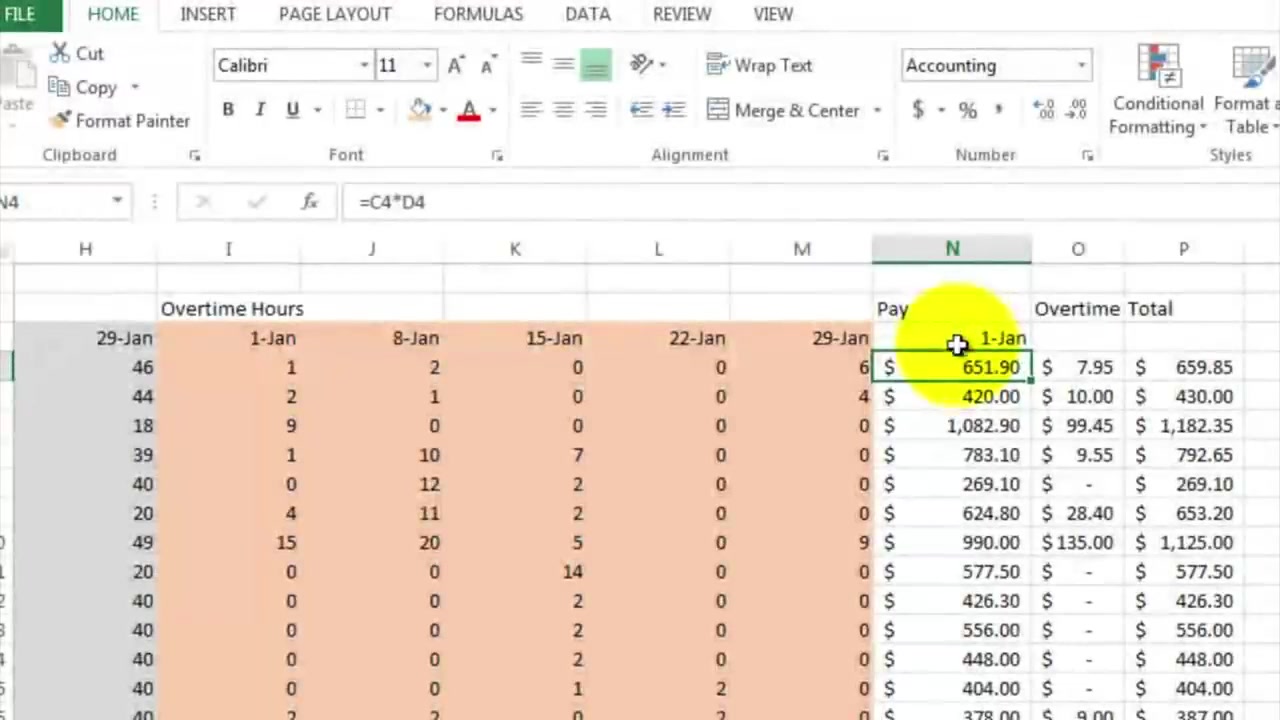 FILE HOME INSERT PAGE LAYOUT FORMULAS DATA REVIEW VIEW
Cut Calibri 11 A A Wrap Text Accounting
Copy
Paste B I U A Merge & Center $ % , Conditional Format a
Format Painter Formatting Table
Clipboard Font Alignment Number Styles
N4 fx =C4*D4
H I J K L M N O P
Overtime Hours Pay Overtime Total
29-Jan 1-Jan 8-Jan 15-Jan 22-Jan 29-Jan 1-Jan
46 1 2 0 0 6 $ 651.90 $ 7.95 $ 659.85
44 2 1 0 0 4 $ 420.00 $ 10.00 $ 430.00
18 9 0 0 0 0 $ 1,082.90 $ 99.45 $ 1,182.35
39 1 10 7 0 0 $ 783.10 $ 9.55 $ 792.65
40 0 12 2 0 0 $ 269.10 $ - $ 269.10
20 4 11 2 0 0 $ 624.80 $ 28.40 $ 653.20
49 15 20 5 0 9 $ 990.00 $ 135.00 $ 1,125.00
20 0 0 14 0 0 $ 577.50 $ - $ 577.50
40 0 0 2 0 0 $ 426.30 $ - $ 426.30
40 0 0 2 0 0 $ 556.00 $ - $ 556.00
40 0 0 2 0 0 $ 448.00 $ - $ 448.00
40 0 0 1 2 0 $ 404.00 $ - $ 404.00
40 2 2 0 0 0 $ 378.00 $ 9.00 $ 387.00